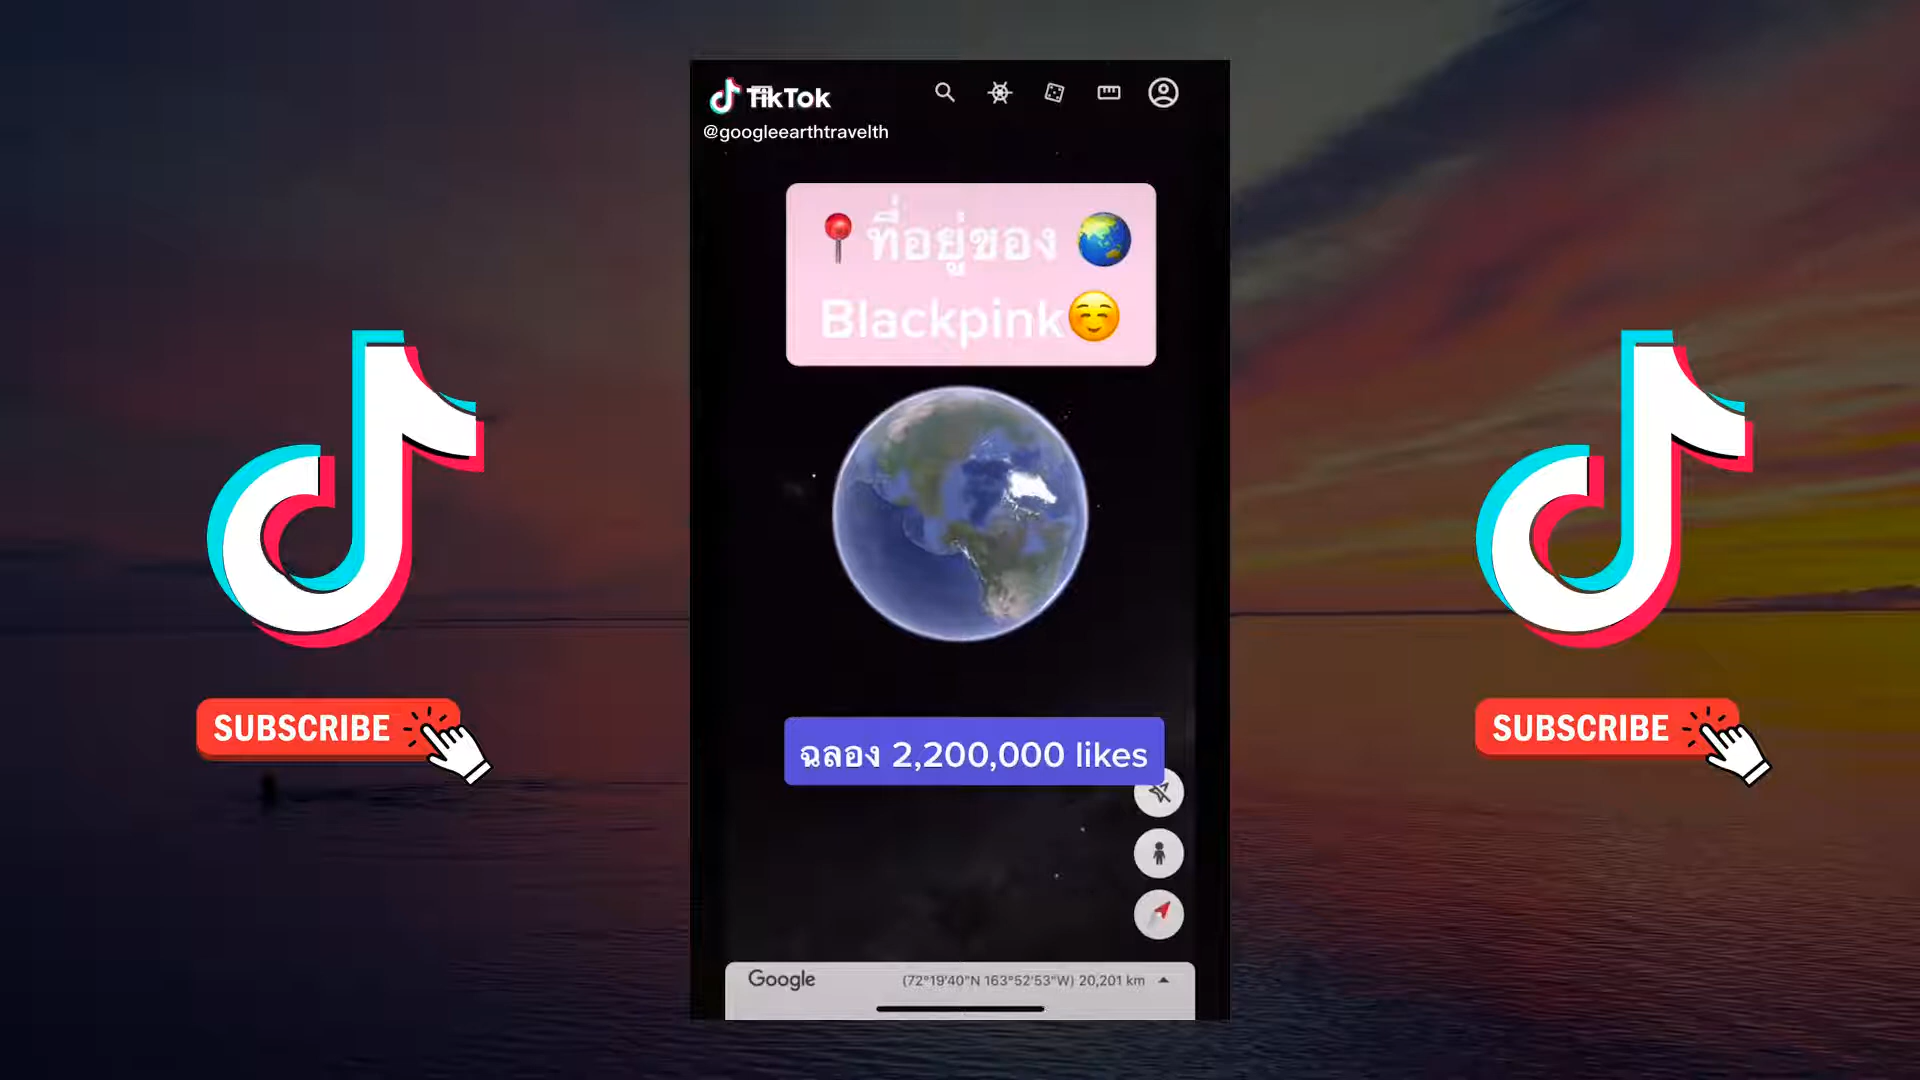 TikTok
@googleearthtravelth
📍ที่อยู่ของ 🌏
Blackpink☺️
SUBSCRIBE
SUBSCRIBE
ฉลอง 2,200,000 likes
Google (72°19'40"N 163°52'53"W) 20,201 km